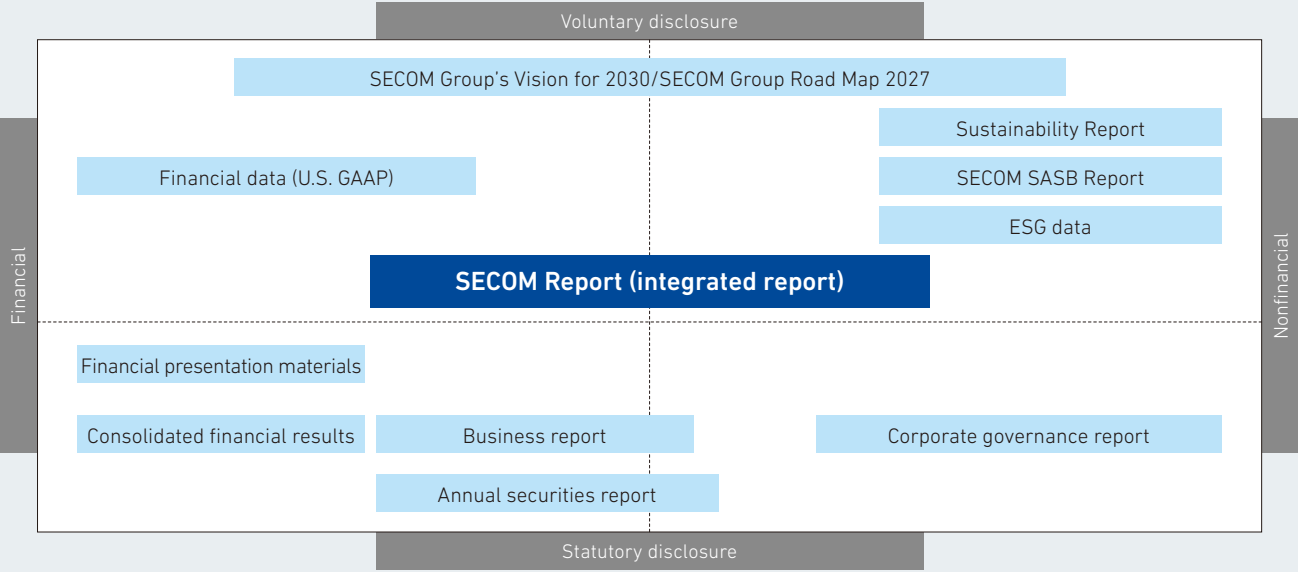 Voluntary disclosure
SECOM Group's Vision for 2030/SECOM Group Road Map 2027
Sustainability Report
Financial data (U.S. GAAP)
SECOM SASB Report
ESG data
Financial
SECOM Report (integrated report)
Nonfinancial
Financial presentation materials
Consolidated financial results
Business report
Corporate governance report
Annual securities report
Statutory disclosure